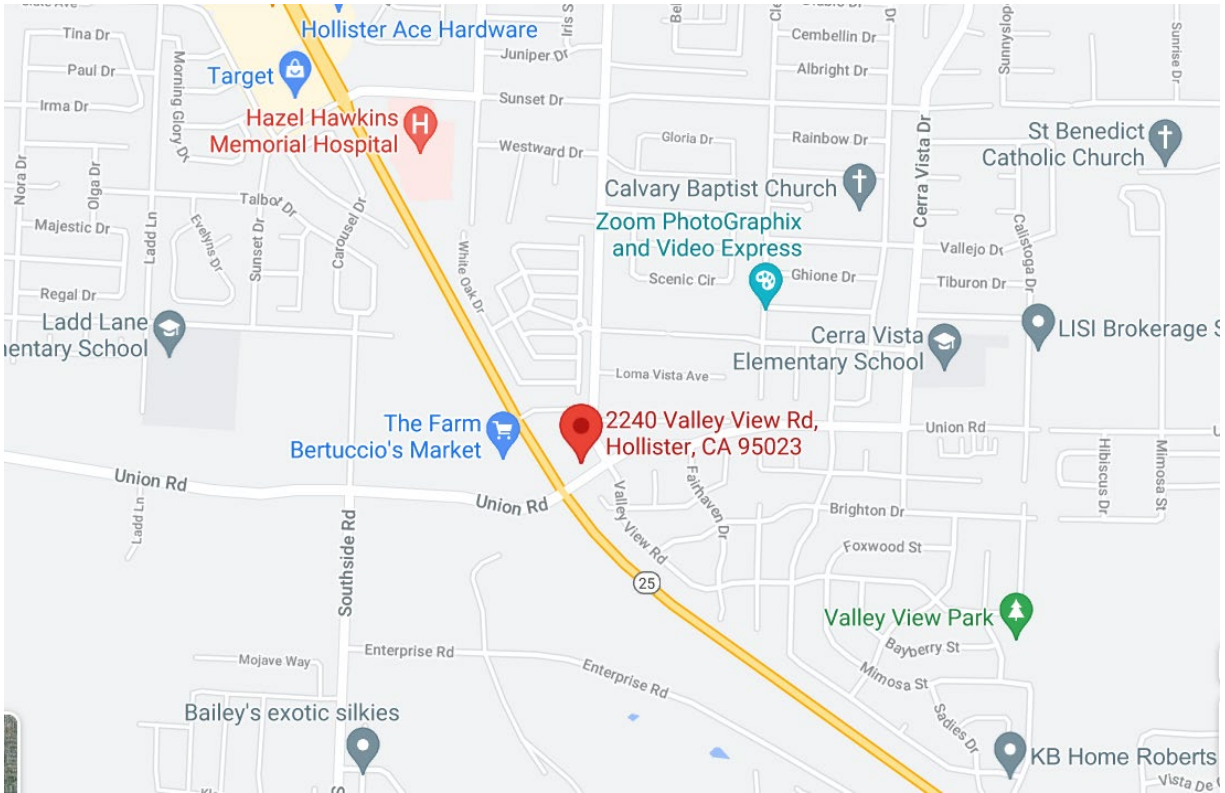 Hollister Ace Hardware
Tina Dr
Paul Dr
Irma Dr
Morning Glory Dr
Target
Juniper Dr
Cembellin Dr
Albright Dr
Sunrise Dr
Sunset Dr
Hazel Hawkins
Memorial Hospital
Westward Dr
Gloria Dr
Rainbow Dr
Cerra Vista Dr
St Benedict
Catholic Church
Nora Dr
Olga Dr
Talbot Dr
Calvary Baptist Church
Majestic Dr
Ladd Ln
Evelyns Dr
Sunset Dr
Carousel Dr
White Oak Dr
Zoom PhotoGraphix
and Video Express
Vallejo Dr
Calistoga Dr
Scenic Cir
Ghione Dr
Tiburon Dr
Regal Dr
Ladd Lane
mentary School
Cerra Vista
Elementary School
LISI Brokerage S
Loma Vista Ave
The Farm
Bertuccio's Market
2240 Valley View Rd,
Hollister, CA 95023
Union Rd
Union Rd
Union Rd
Ladd Ln
Southside Rd
Valley View Rd
Fairhaven Dr
Hibiscus Dr
Mimosa St
Brighton Dr
Foxwood St
25
Valley View Park
Bayberry St
Mojave Way
Enterprise Rd
Enterprise Rd
Mimosa St
Sadies Dr
Bailey's exotic silkies
KB Home Roberts
Vista De